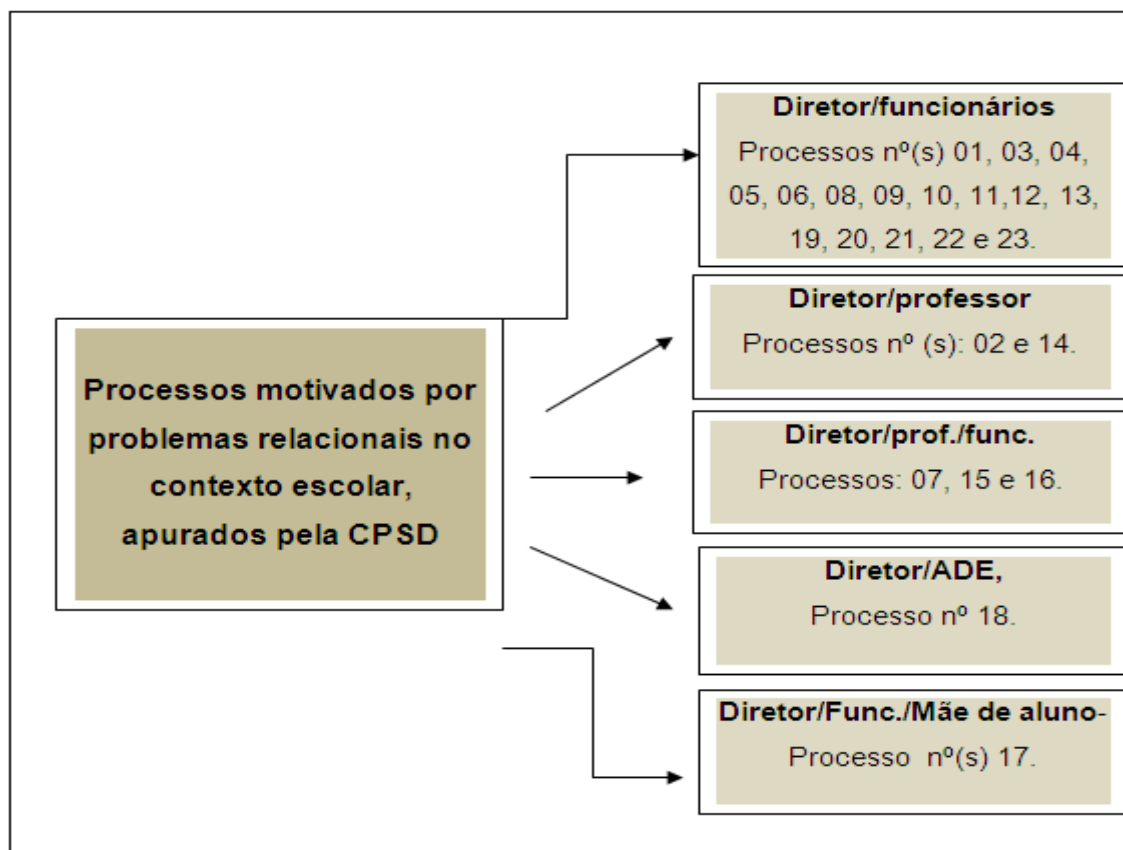 Processos motivados por
problemas relacionais no
contexto escolar,
apurados pela CPSD
Diretor/funcionários
Processos nº(s) 01, 03, 04,
05, 06, 08, 09, 10, 11,12, 13,
19, 20, 21, 22 e 23.
Diretor/professor
Processos nº (s): 02 e 14.
Diretor/prof./func.
Processos: 07, 15 e 16.
Diretor/ADE,
Processo nº 18.
Diretor/Func./Mãe de aluno-
Processo nº(s) 17.